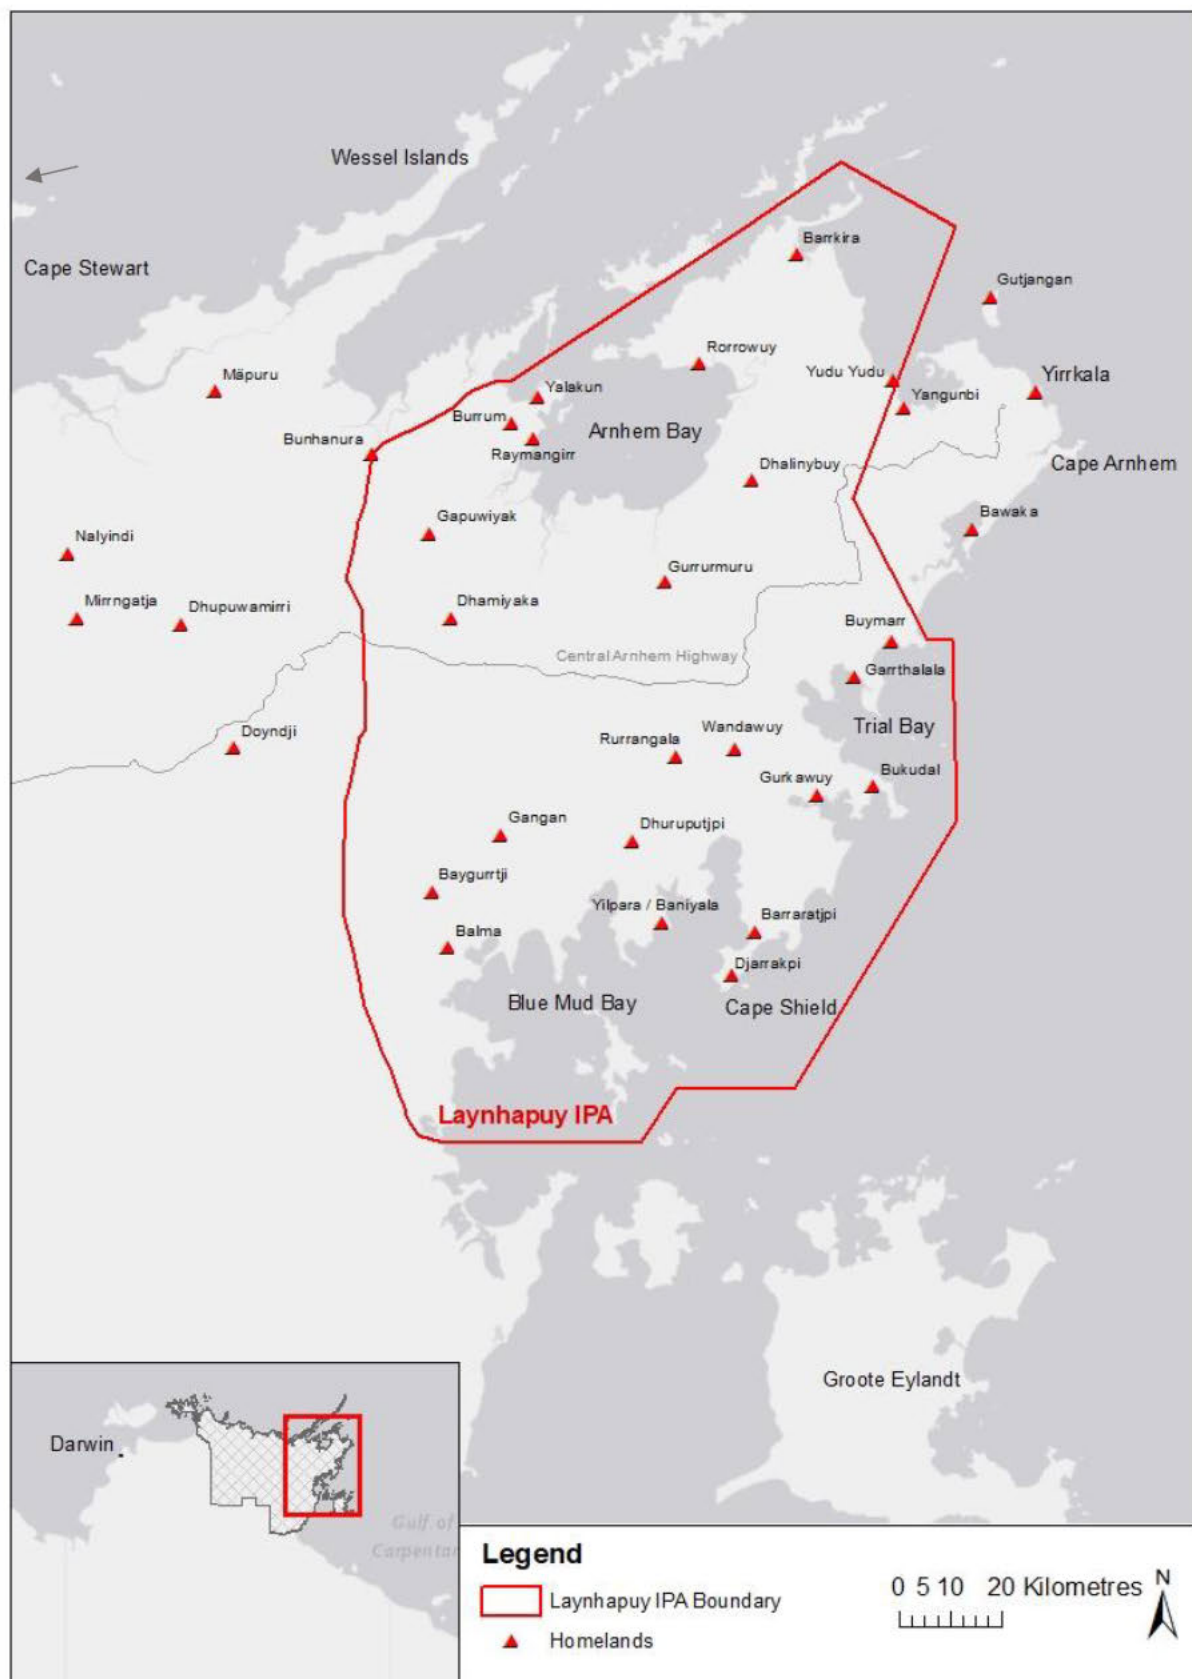 Wessel Islands
Cape Stewart
Barrkira
Gutjangan
Rorrowuy
Mäpuru
Yudu Yudu
Yirrkala
Yalakun
Yangunbi
Burrum
Arnhem Bay
Bunhanura
Raymangirr
Cape Arnhem
Dhalinybuy
Bawaka
Gapuwiyak
Nalyindi
Gurrurmuru
Mirrngatja
Dhupuwamirri
Dhamiyaka
Buymarr
Central Arnhem Highway
Garrthalala
Doyndji
Wandawuy
Trial Bay
Rurrangala
Gurkawuy
Bukudal
Gangan
Dhuruputjpi
Baygurrtji
Yilpara / Baniyala
Barraratjpi
Balma
Djarrakpi
Blue Mud Bay
Cape Shield
Laynhapuy IPA
Groote Eylandt
Darwin
Gulf of
Carpentar
Legend
Laynhapuy IPA Boundary
Homelands
0 5 10 20 Kilometres
N